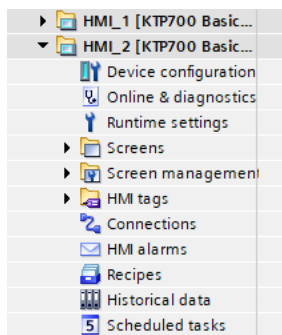 HMI_1 [KTP700 Basic...
HMI_2 [KTP700 Basic...
Device configuration
Online & diagnostics
Runtime settings
Screens
Screen management
HMI tags
Connections
HMI alarms
Recipes
Historical data
5 Scheduled tasks